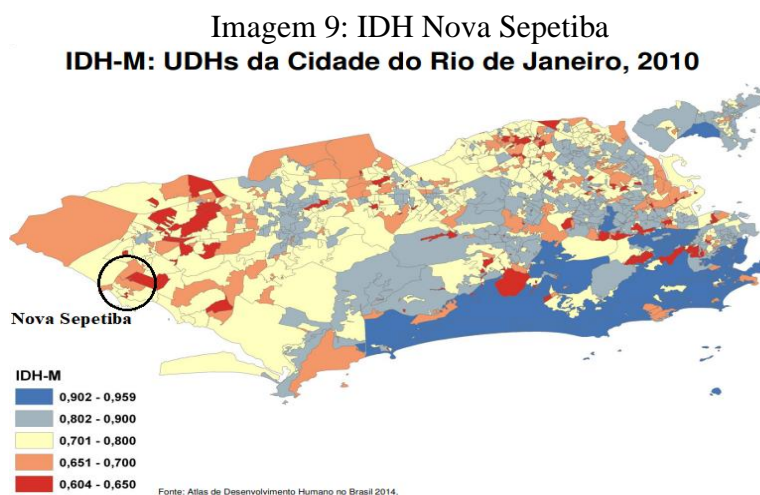 Imagem 9: IDH Nova Sepetiba
IDH-M: UDHs da Cidade do Rio de Janeiro, 2010
Nova Sepetiba
IDH-M
0,902 - 0,959
0,802 - 0,900
0,701 - 0,800
0,651 - 0,700
0,604 - 0,650
Fonte: Atlas de Desenvolvimento Humano no Brasil 2014.